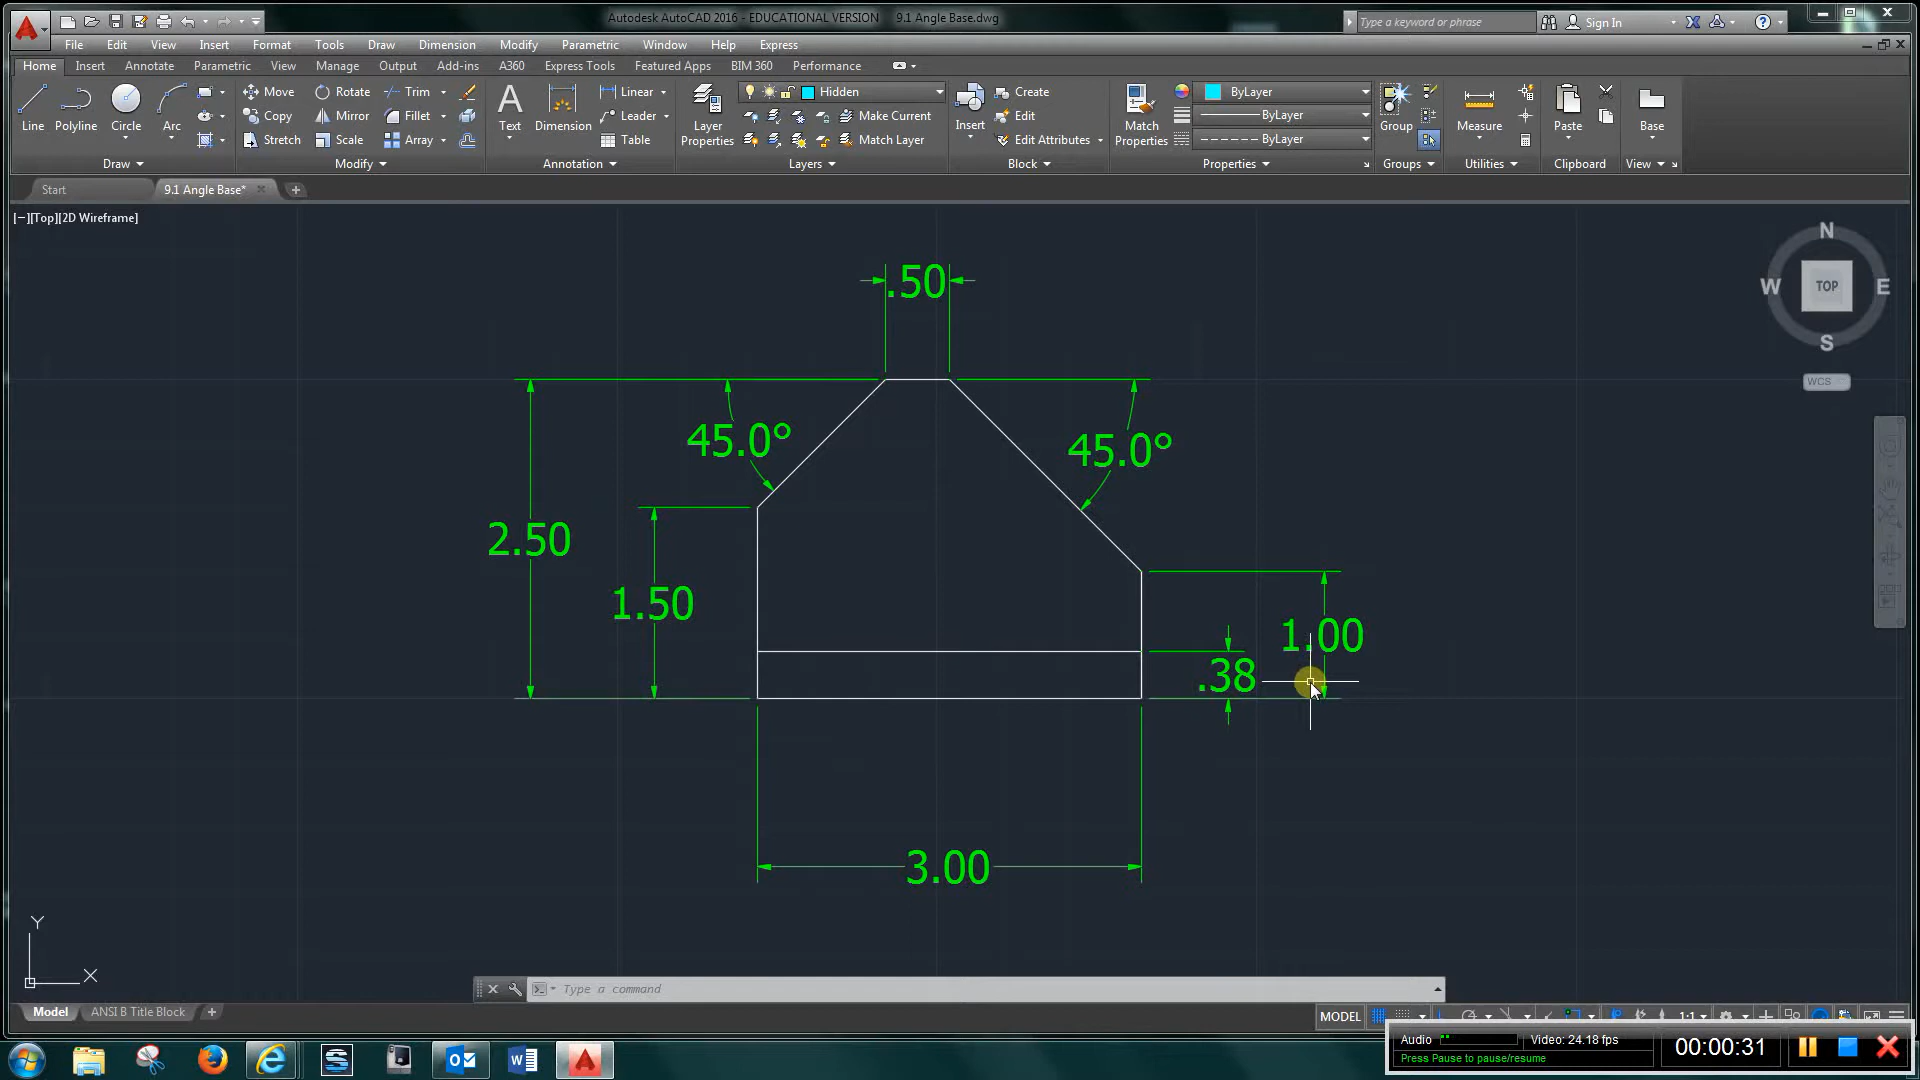 Autodesk AutoCAD 2016 - EDUCATIONAL VERSION 9.1 Angle Base.dwg
Type a keyword or phrase
Sign In
File Edit View Insert Format Tools Draw Dimension Modify Parametric Window Help Express
Home Insert Annotate Parametric View Manage Output Add-ins A360 Express Tools Featured Apps BIM 360 Performance
Line Polyline Circle Arc
Move Rotate Trim
Copy Mirror Fillet
Stretch Scale Array
Text Dimension
Linear
Leader
Table
Layer Properties
Hidden
Make Current
Match Layer
Insert
Create
Edit
Edit Attributes
Match Properties
ByLayer
ByLayer
ByLayer
Group
Measure
Paste
Base
Draw Modify Annotation Layers Block Properties Groups Utilities Clipboard View
Start 9.1 Angle Base*
[−][Top][2D Wireframe]
N
W TOP E
S
WCS
.50
45.0°
45.0°
2.50
1.50
1.00
.38
3.00
Y
X
Type a command
Model ANSI B Title Block
MODEL
1:1
Audio
Video: 24.18 fps
Press Pause to pause/resume
00:00:31